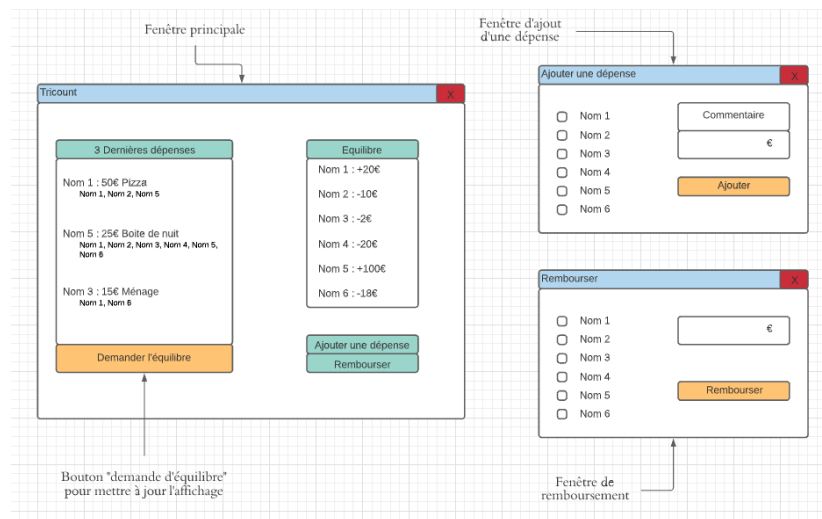 Fenêtre principale
Tricount
X
3 Dernières dépenses
Nom 1 : 50€ Pizza
Nom 1, Nom 2, Nom 5
Nom 5 : 25€ Boite de nuit
Nom 1, Nom 2, Nom 3, Nom 4, Nom 5,
Nom 6
Nom 3 : 15€ Ménage
Nom 1, Nom 6
Demander l'équilibre
Equilibre
Nom 1 : +20€
Nom 2 : -10€
Nom 3 : -2€
Nom 4 : -20€
Nom 5 : +100€
Nom 6 : -18€
Ajouter une dépense
Rembourser
Bouton "demande d'équilibre"
pour mettre à jour l'affichage
Fenêtre d'ajout
d'une dépense
Ajouter une dépense
X
Nom 1
Nom 2
Nom 3
Nom 4
Nom 5
Nom 6
Commentaire
€
Ajouter
Rembourser
X
Nom 1
Nom 2
Nom 3
Nom 4
Nom 5
Nom 6
€
Rembourser
Fenêtre de
remboursement